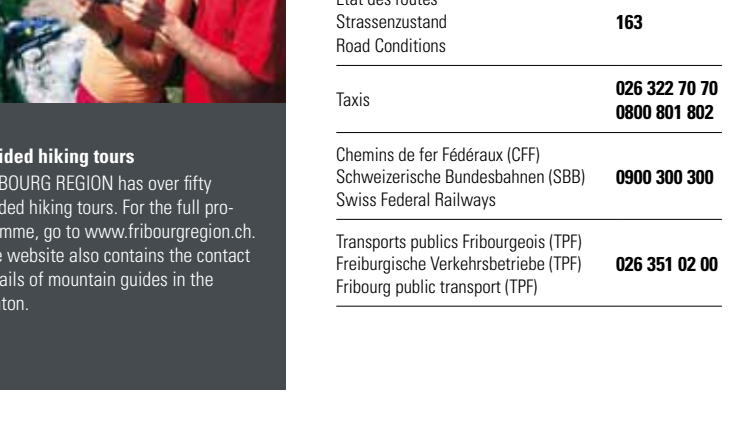 ided hiking tours
BOURG REGION has over fifty
ded hiking tours. For the full pro-
mme, go to www.fribourgregion.ch.
e website also contains the contact
ails of mountain guides in the
ton.
État des routes
Strassenzustand
Road Conditions
163
Taxis
026 322 70 70
0800 801 802
Chemins de fer Fédéraux (CFF)
Schweizerische Bundesbahnen (SBB)
Swiss Federal Railways
0900 300 300
Transports publics Fribourgeois (TPF)
Freiburgische Verkehrsbetriebe (TPF)
Fribourg public transport (TPF)
026 351 02 00